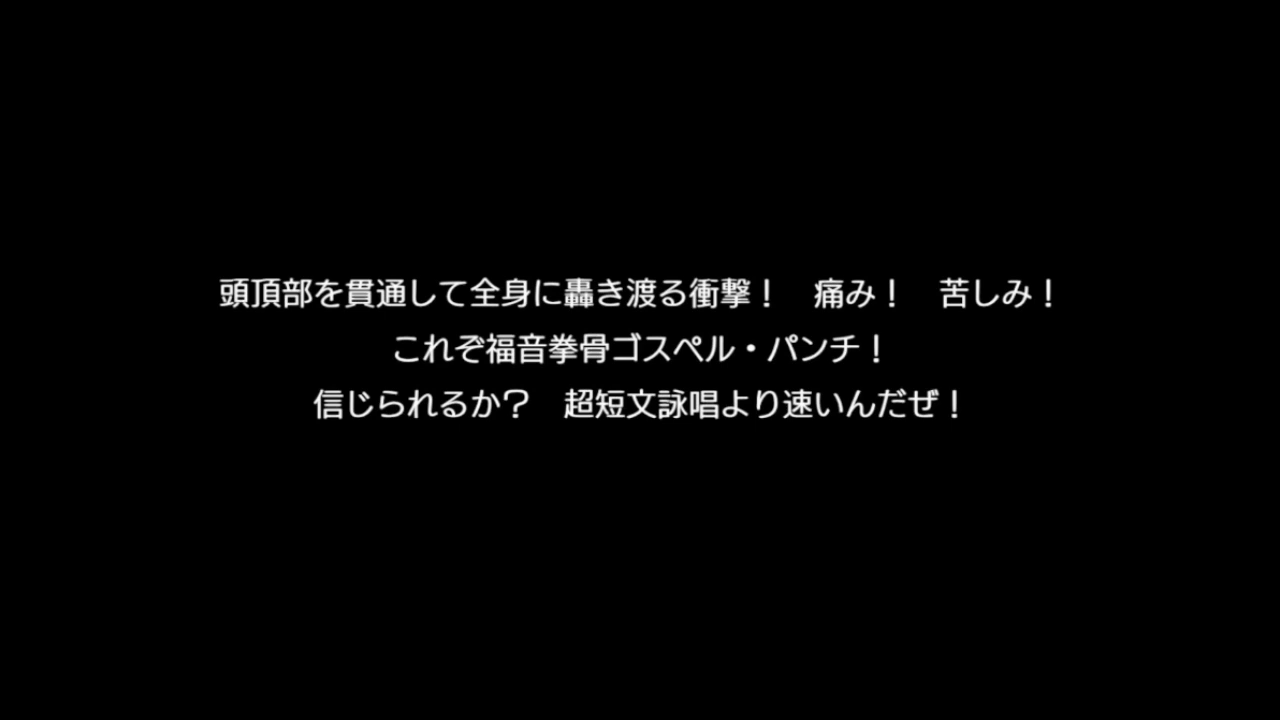 頭頂部を貫通して全身に轟き渡る衝撃！　痛み！　苦しみ！
これぞ福音拳骨ゴスペル・パンチ！
信じられるか？　超短文詠唱より速いんだぜ！